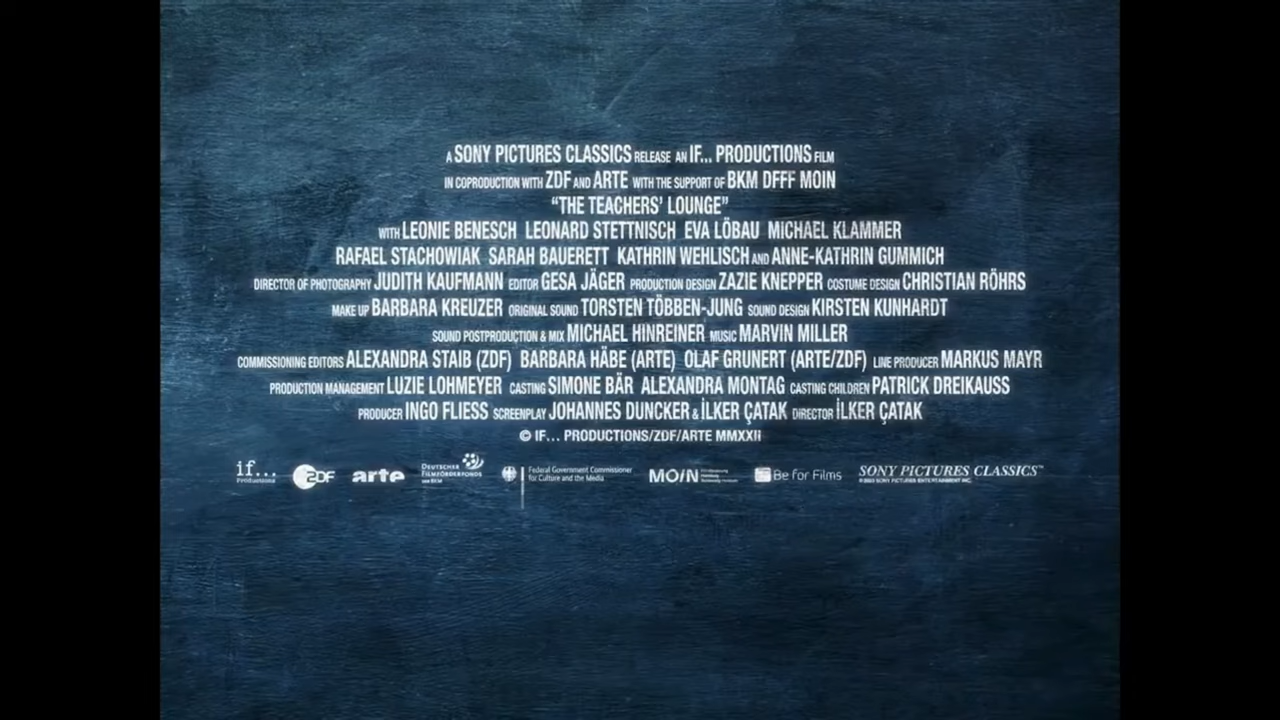 A SONY PICTURES CLASSICS RELEASE AN IF... PRODUCTIONS FILM
IN COPRODUCTION WITH ZDF AND ARTE WITH THE SUPPORT OF BKM DFFF MOIN
“THE TEACHERS’ LOUNGE”
WITH LEONIE BENESCH LEONARD STETTNISCH EVA LÖBAU MICHAEL KLAMMER
RAFAEL STACHOWIAK SARAH BAUERETT KATHRIN WEHLISCH AND ANNE-KATHRIN GUMMICH
DIRECTOR OF PHOTOGRAPHY JUDITH KAUFMANN EDITOR GESA JÄGER PRODUCTION DESIGN ZAZIE KNEPPER COSTUME DESIGN CHRISTIAN RÖHRS
MAKE UP BARBARA KREUZER ORIGINAL SOUND TORSTEN TÖBBEN-JUNG SOUND DESIGN KIRSTEN KUNHARDT
SOUND POSTPRODUCTION & MIX MICHAEL HINREINER MUSIC MARVIN MILLER
COMMISSIONING EDITORS ALEXANDRA STAIB (ZDF) BARBARA HÄBE (ARTE) OLAF GRUNERT (ARTE/ZDF) LINE PRODUCER MARKUS MAYR
PRODUCTION MANAGEMENT LUZIE LOHMEYER CASTING SIMONE BÄR ALEXANDRA MONTAG CASTING CHILDREN PATRICK DREIKAUSS
PRODUCER INGO FLIESS SCREENPLAY JOHANNES DUNCKER & İLKER ÇATAK DIRECTOR İLKER ÇATAK
© IF... PRODUCTIONS/ZDF/ARTE MMXXII
if... Productions
ZDF
arte
DEUTSCHER
FILMFÖRDERFONDS
Federal Government Commissioner
for Culture and the Media
MOIN
Be for Films
SONY PICTURES CLASSICS™